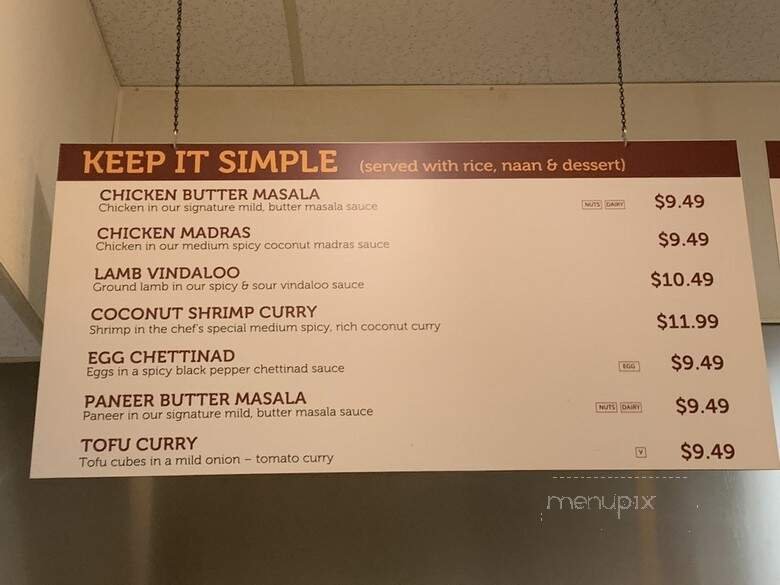 KEEP IT SIMPLE (served with rice, naan & dessert)
CHICKEN BUTTER MASALA
Chicken in our signature mild, butter masala sauce
NUTS DAIRY $9.49
CHICKEN MADRAS
Chicken in our medium spicy coconut madras sauce
$9.49
LAMB VINDALOO
Ground lamb in our spicy & sour vindaloo sauce
$10.49
COCONUT SHRIMP CURRY
Shrimp in the chef's special medium spicy, rich coconut curry
$11.99
EGG CHETTINAD
Eggs in a spicy black pepper chettinad sauce
EGG $9.49
PANEER BUTTER MASALA
Paneer in our signature mild, butter masala sauce
NUTS DAIRY $9.49
TOFU CURRY
Tofu cubes in a mild onion – tomato curry
V $9.49
menupix